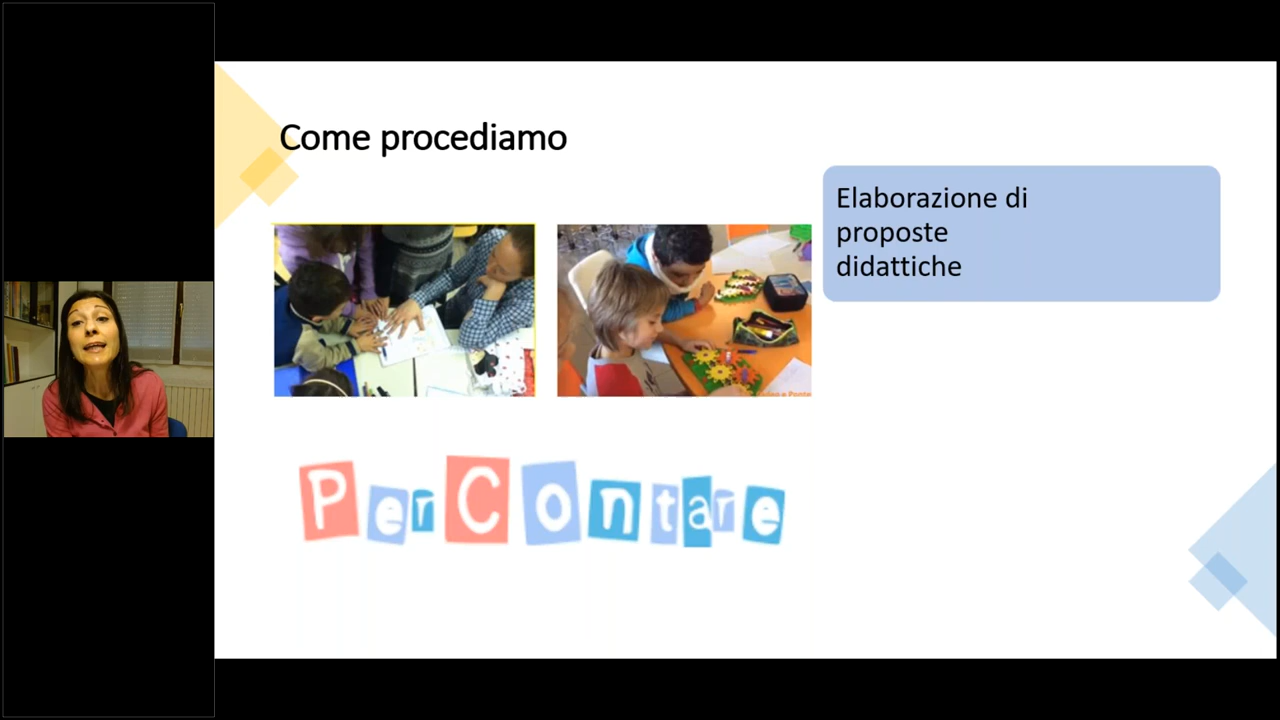 Come procediamo
Elaborazione di
proposte
didattiche
PerContare